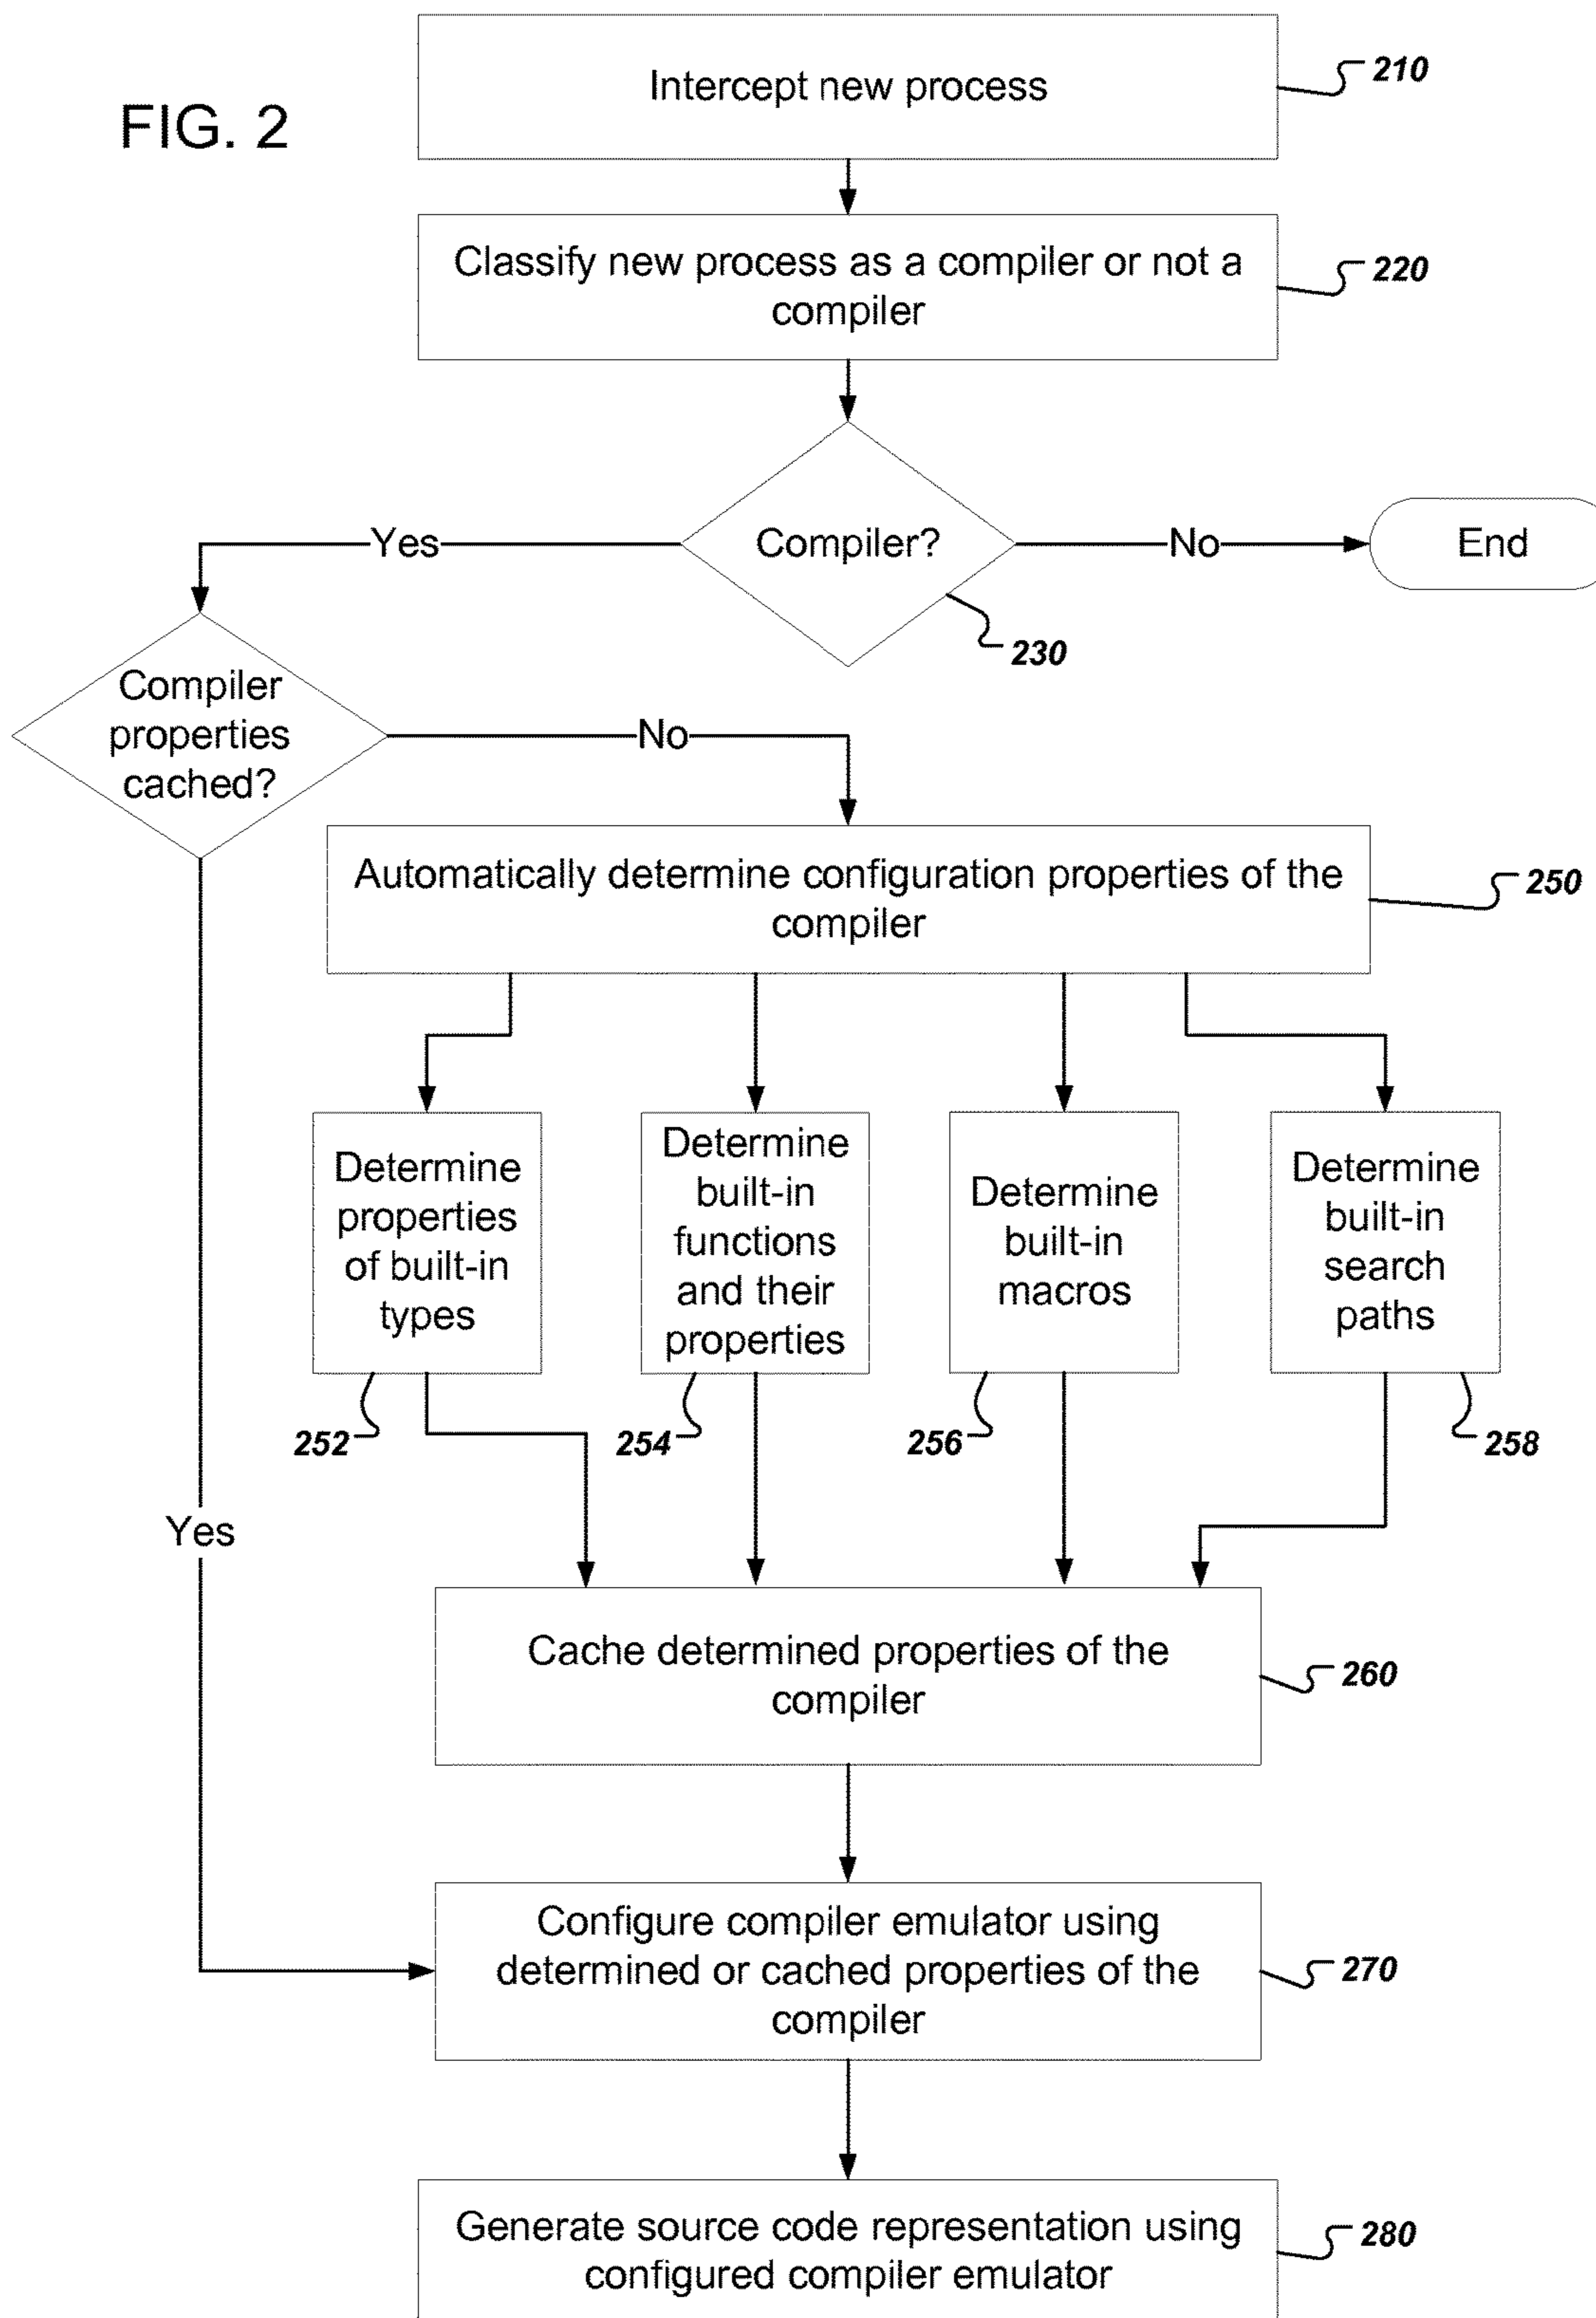 FIG. 2
Intercept new process
210
Classify new process as a compiler or not a
compiler
220
Yes
Compiler?
No
End
230
Compiler
properties
cached?
No
Automatically determine configuration properties of the
compiler
250
Determine
properties
of built-in
types
Determine
built-in
functions
and their
properties
Determine
built-in
macros
Determine
built-in
search
paths
252
254
256
258
Yes
Cache determined properties of the
compiler
260
Configure compiler emulator using
determined or cached properties of the
compiler
270
Generate source code representation using
configured compiler emulator
280